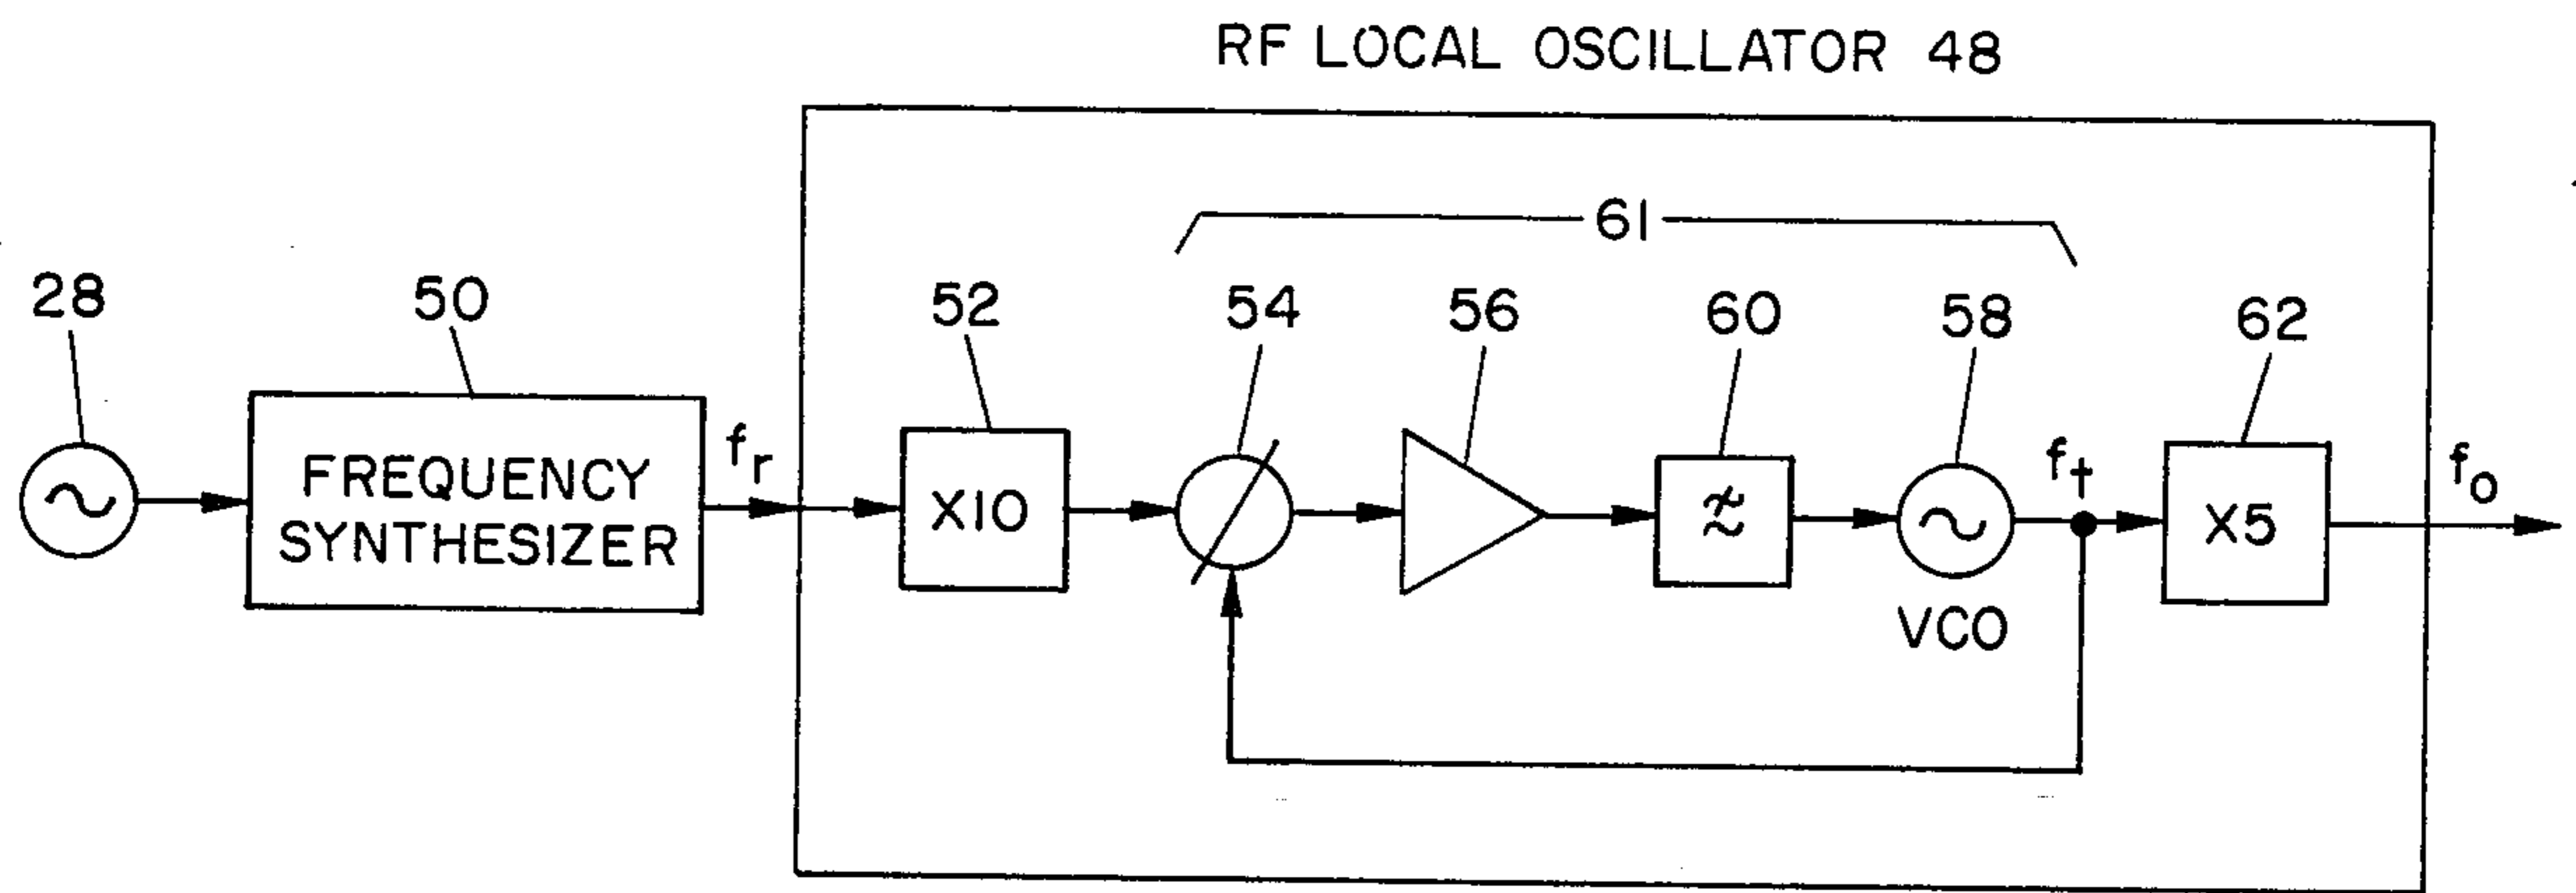 RF LOCAL OSCILLATOR 48
61
28
50
52
54
56
60
58
62
FREQUENCY
SYNTHESIZER
fr
X10
ft
X5
fo
VCO